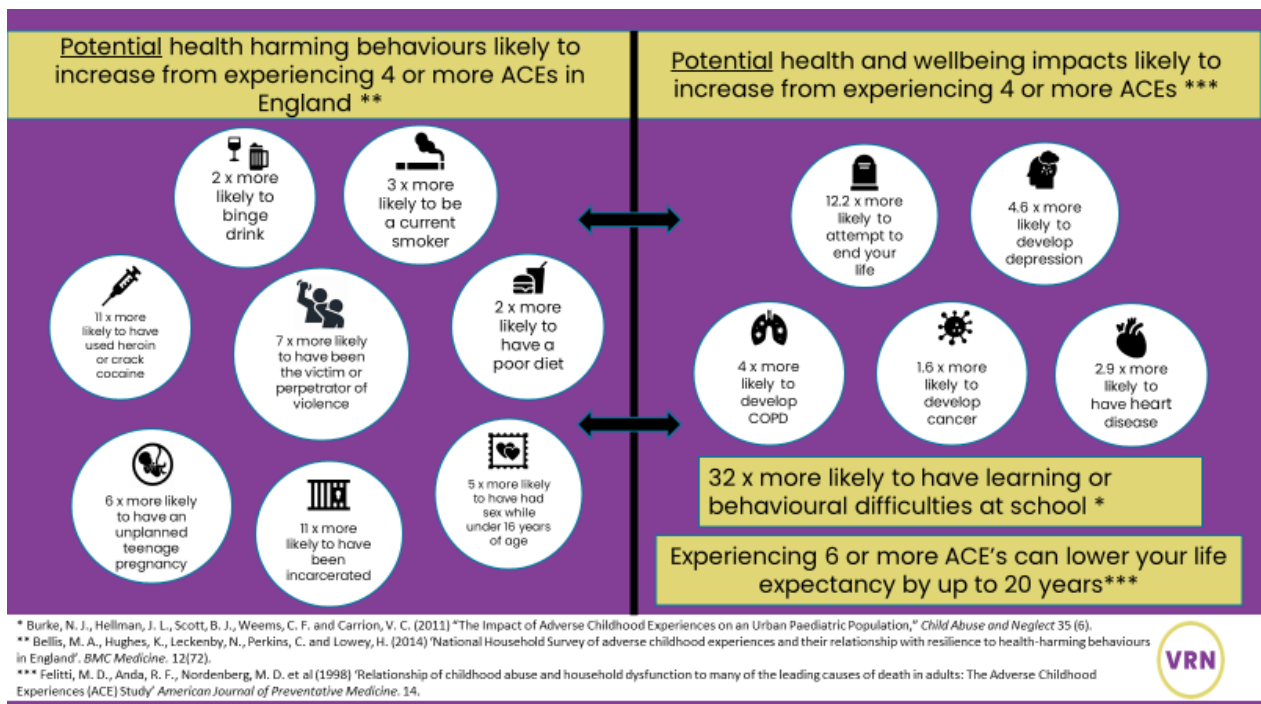 Potential health harming behaviours likely to
increase from experiencing 4 or more ACEs in
England **
Potential health and wellbeing impacts likely to
increase from experiencing 4 or more ACEs ***
2 x more
likely to
binge
drink
3 x more
likely to be
a current
smoker
11 x more
likely to have
used heroin
or crack
cocaine
7 x more likely
to have been
the victim or
perpetrator of
violence
2 x more
likely to
have a
poor diet
6 x more likely
to have an
unplanned
teenage
pregnancy
11 x more
likely to have
been
incarcerated
5 x more likely
to have had
sex while
under 16 years
of age
12.2 x more
likely to
attempt to
end your
life
4.6 x more
likely to
develop
depression
4 x more
likely to
develop
COPD
1.6 x more
likely to
develop
cancer
2.9 x more
likely to
have heart
disease
32 x more likely to have learning or
behavioural difficulties at school *
Experiencing 6 or more ACE's can lower your life
expectancy by up to 20 years***
* Burke, N. J., Hellman, J. L., Scott, B. J., Weems, C. F. and Carrion, V. C. (2011) "The Impact of Adverse Childhood Experiences on an Urban Paediatric Population," Child Abuse and Neglect 35 (6).
** Bellis, M. A., Hughes, K., Leckenby, N., Perkins, C. and Lowey, H. (2014) 'National Household Survey of adverse childhood experiences and their relationship with resilience to health-harming behaviours
in England'. BMC Medicine. 12(72).
*** Felitti, M. D., Anda, R. F., Nordenberg, M. D. et al (1998) 'Relationship of childhood abuse and household dysfunction to many of the leading causes of death in adults: The Adverse Childhood
Experiences (ACE) Study' American Journal of Preventative Medicine. 14.
VRN